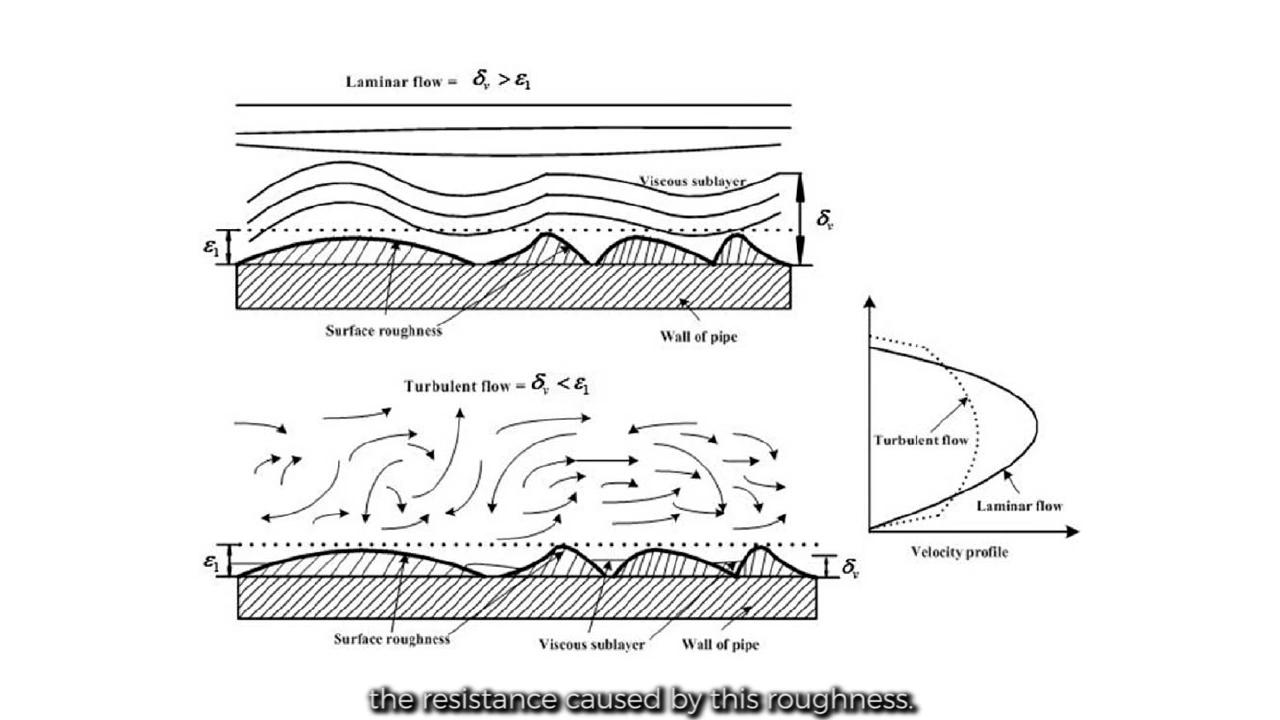 Laminar flow = δᵥ > ε₁
Viscous sublayer
δᵥ
ε₁
Surface roughness
Wall of pipe
Turbulent flow = δᵥ < ε₁
Turbulent flow
Laminar flow
Velocity profile
ε₁
δᵥ
Surface roughness
Viscous sublayer
Wall of pipe
the resistance caused by this roughness.